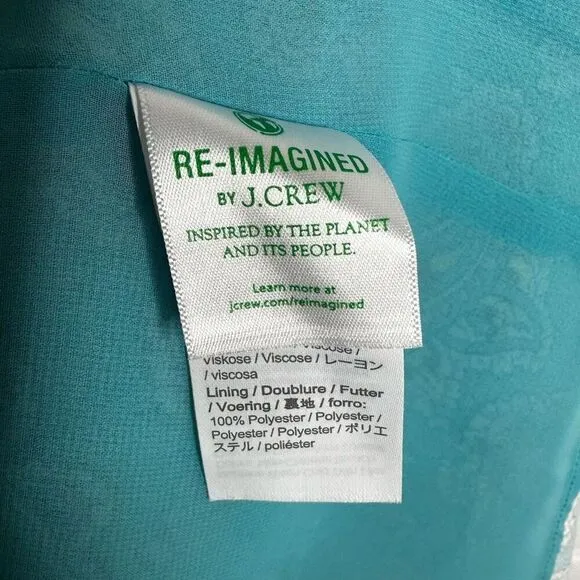 RE-IMAGINED
BY J.CREW
INSPIRED BY THE PLANET
AND ITS PEOPLE.
Learn more at
jcrew.com/reimagined
Viscose /
Viskose / Viscose / レーヨン
/ viscosa
Lining / Doublure / Futter
/ Voering / 裏地 / forro:
100% Polyester / Polyester /
Polyester / Polyester / ポリエ
ステル / poliéster